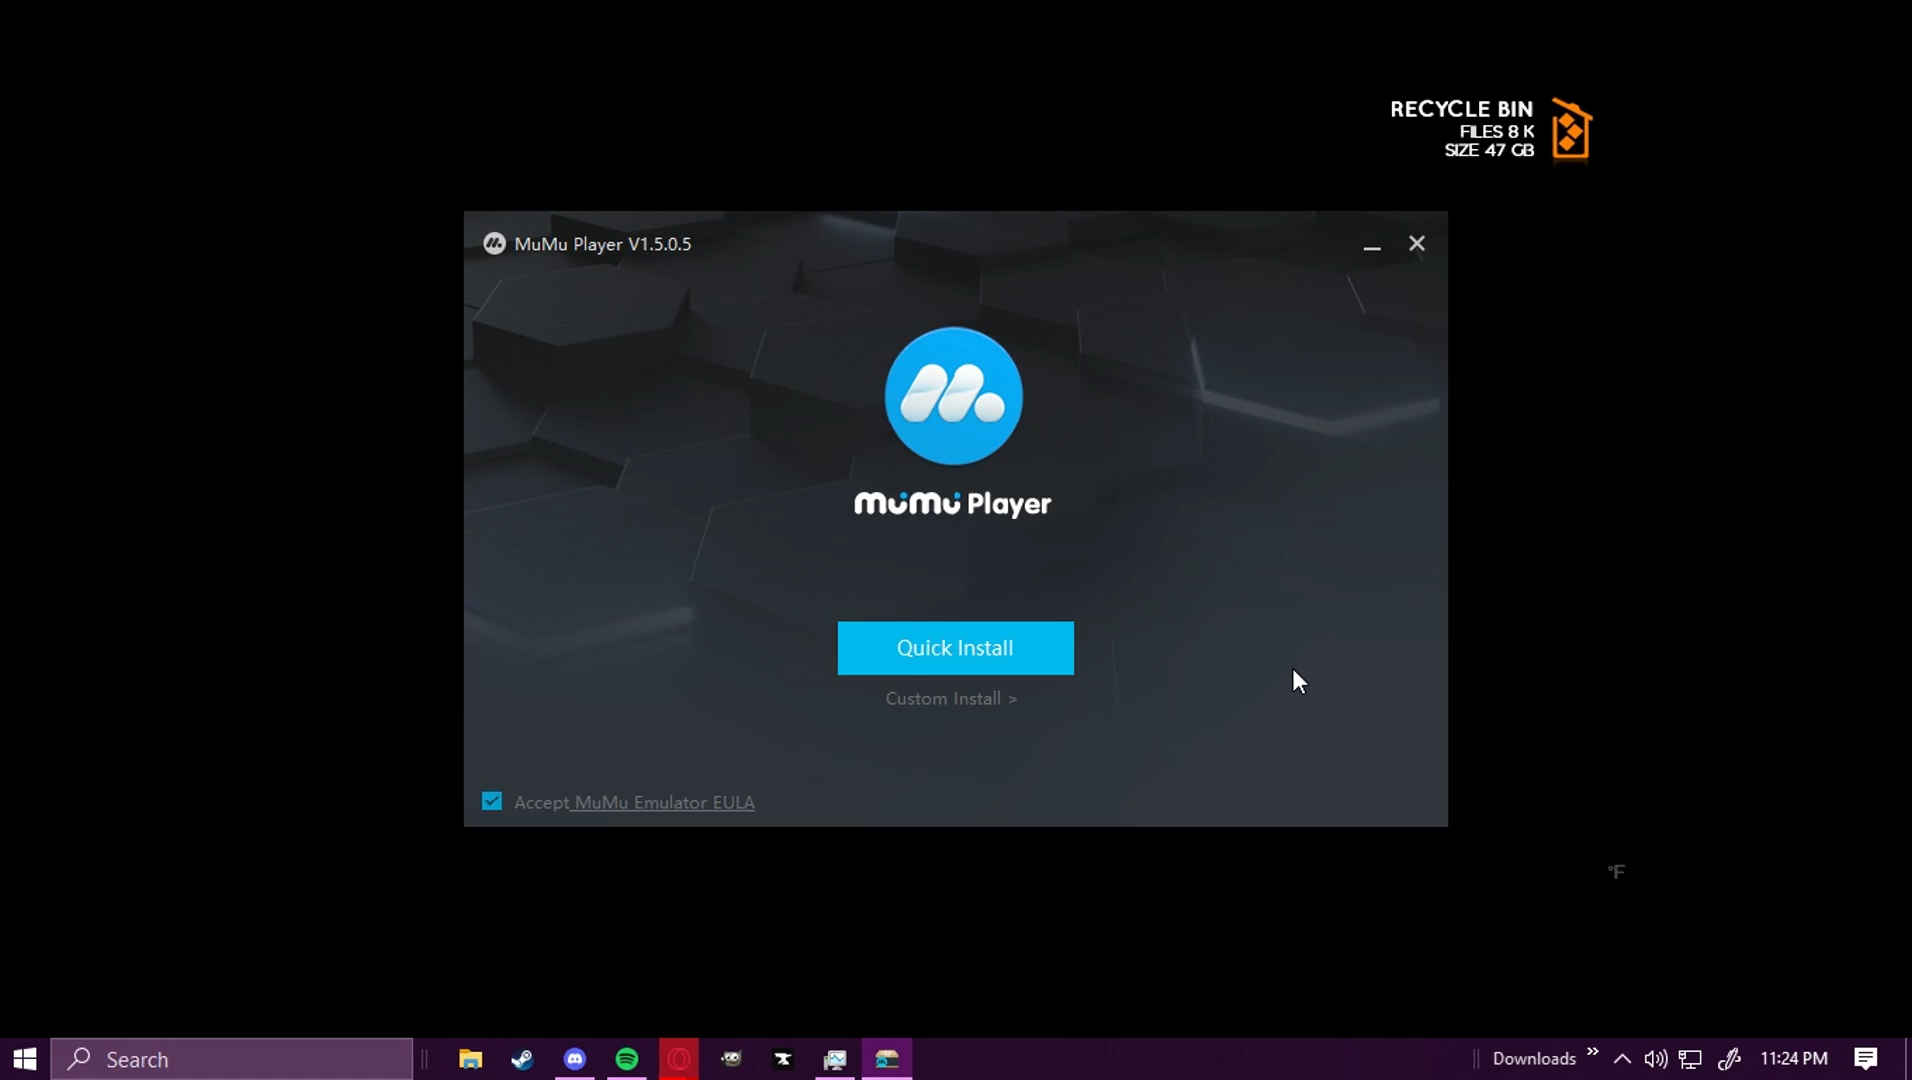 RECYCLE BIN
FILES 8 K
SIZE 47 GB
MuMu Player V1.5.0.5
MuMu Player
Quick Install
Custom Install >
Accept MuMu Emulator EULA
°F
Search
Downloads
11:24 PM